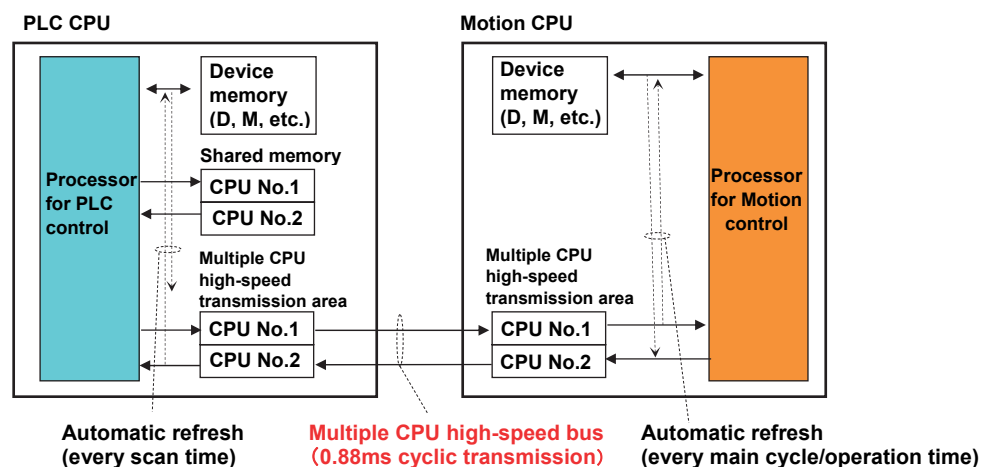 PLC CPU
Motion CPU
Device
memory
(D, M, etc.)
Shared memory
CPU No.1
CPU No.2
Processor
for PLC
control
Multiple CPU
high-speed
transmission area
CPU No.1
CPU No.2
Device
memory
(D, M, etc.)
Multiple CPU
high-speed
transmission area
CPU No.1
CPU No.2
Processor
for Motion
control
Automatic refresh
(every scan time)
Multiple CPU high-speed bus
(0.88ms cyclic transmission)
Automatic refresh
(every main cycle/operation time)